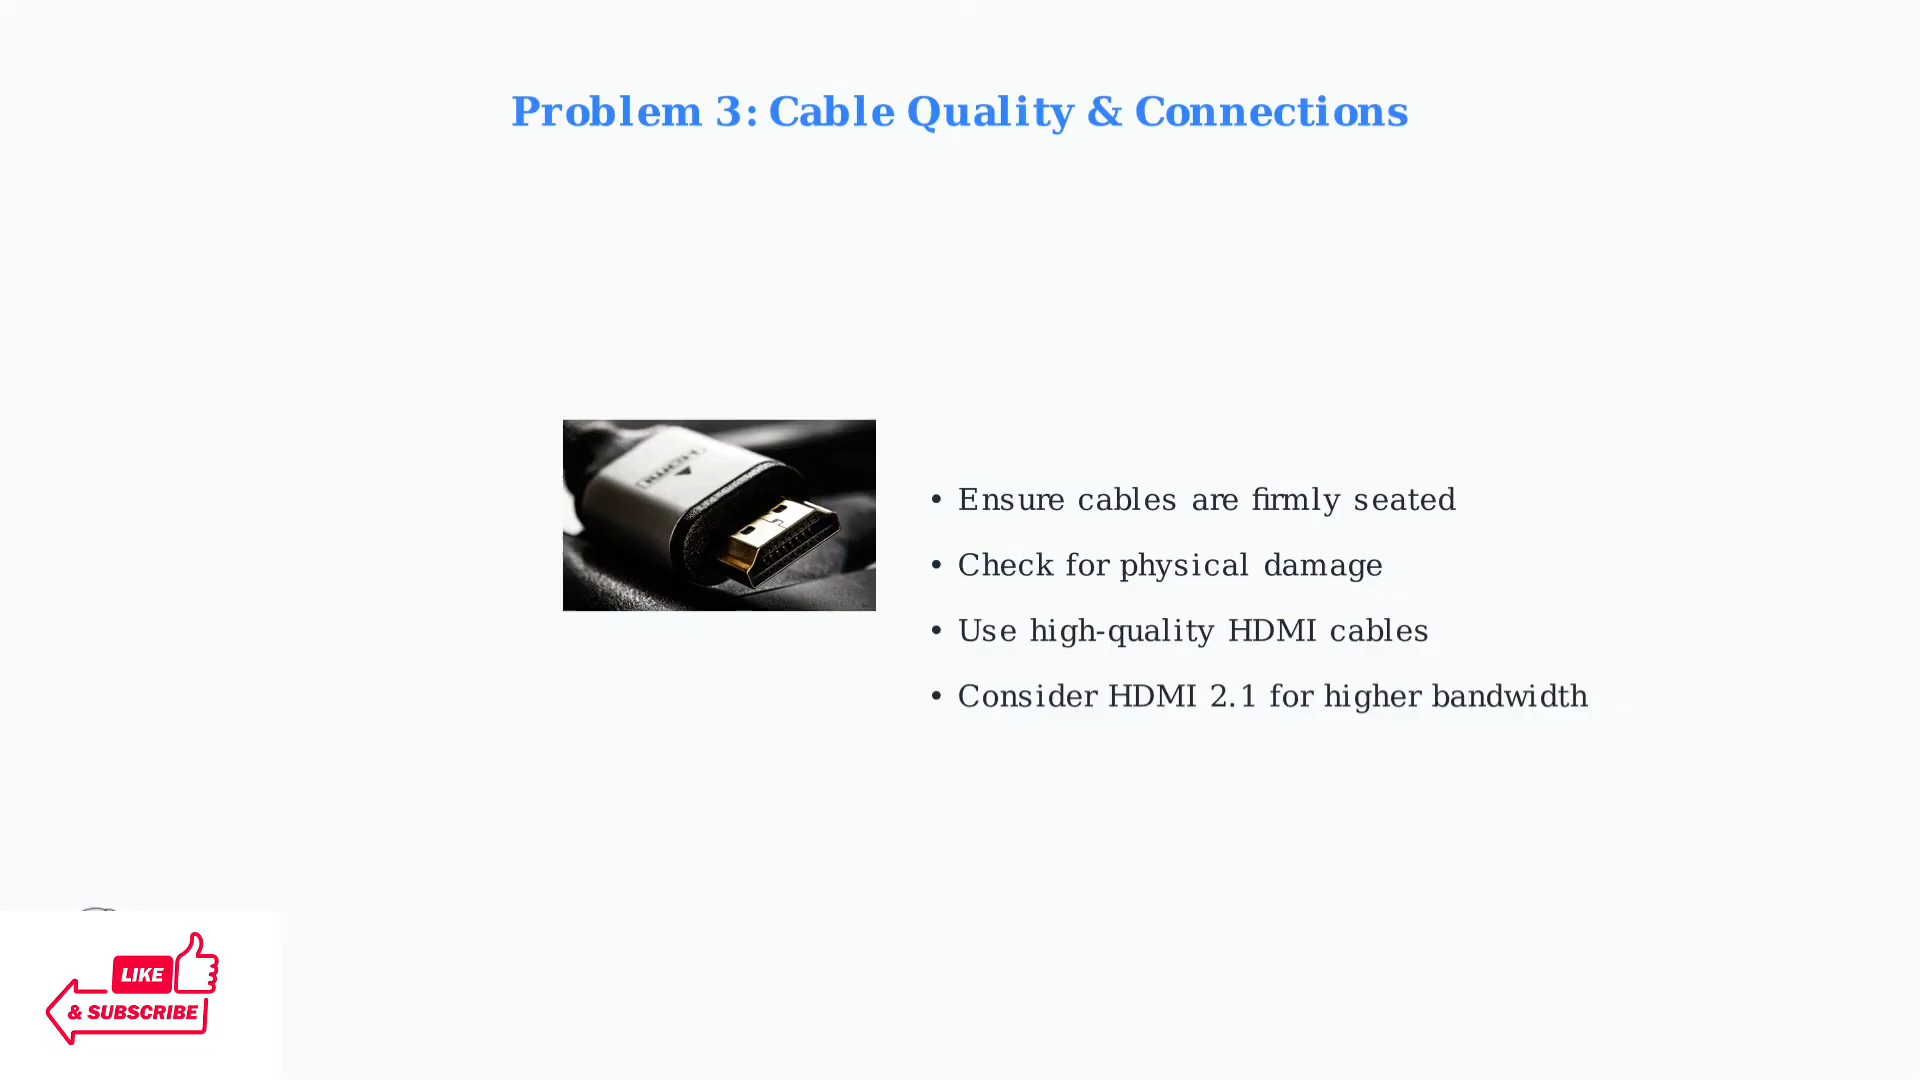 Problem 3: Cable Quality & Connections
HDMI
• Ensure cables are firmly seated
• Check for physical damage
• Use high-quality HDMI cables
• Consider HDMI 2.1 for higher bandwidth
LIKE
& SUBSCRIBE